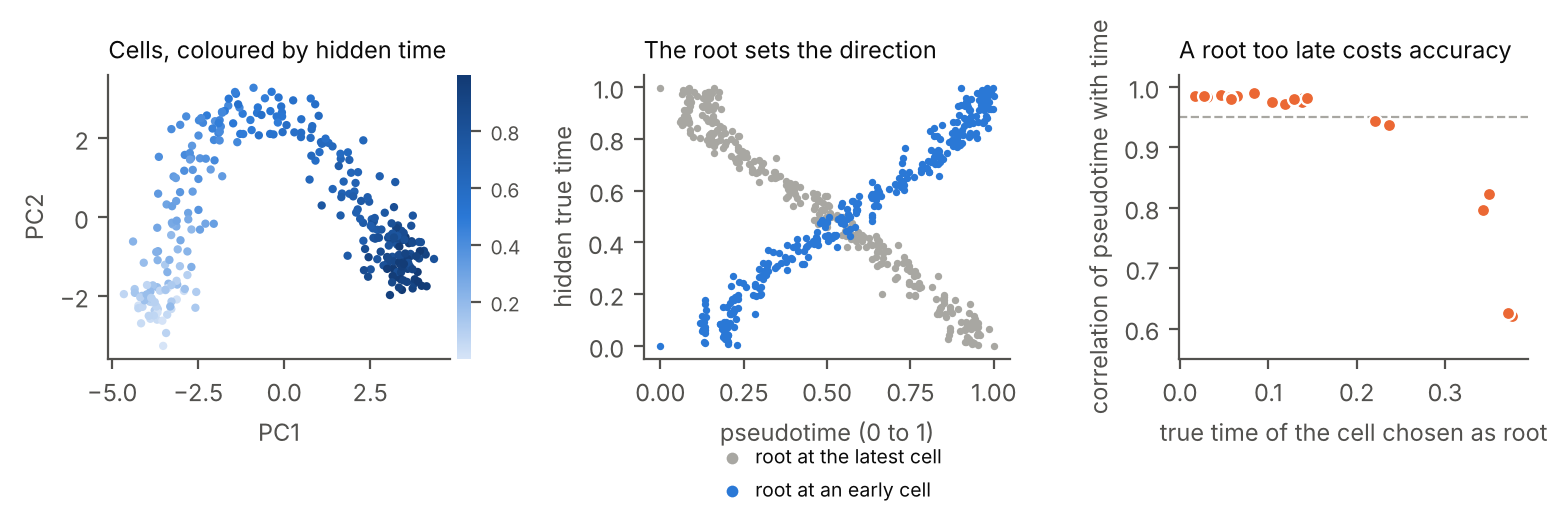 Cells, coloured by hidden time
2
0
−2
PC2
−5.0 −2.5 0.0 2.5
PC1
0.8
0.6
0.4
0.2
The root sets the direction
1.0
0.8
0.6
0.4
0.2
0.0
hidden true time
0.00 0.25 0.50 0.75 1.00
pseudotime (0 to 1)
root at the latest cell
root at an early cell
A root too late costs accuracy
1.0
0.9
0.8
0.7
0.6
correlation of pseudotime with time
0.0 0.1 0.2 0.3
true time of the cell chosen as root